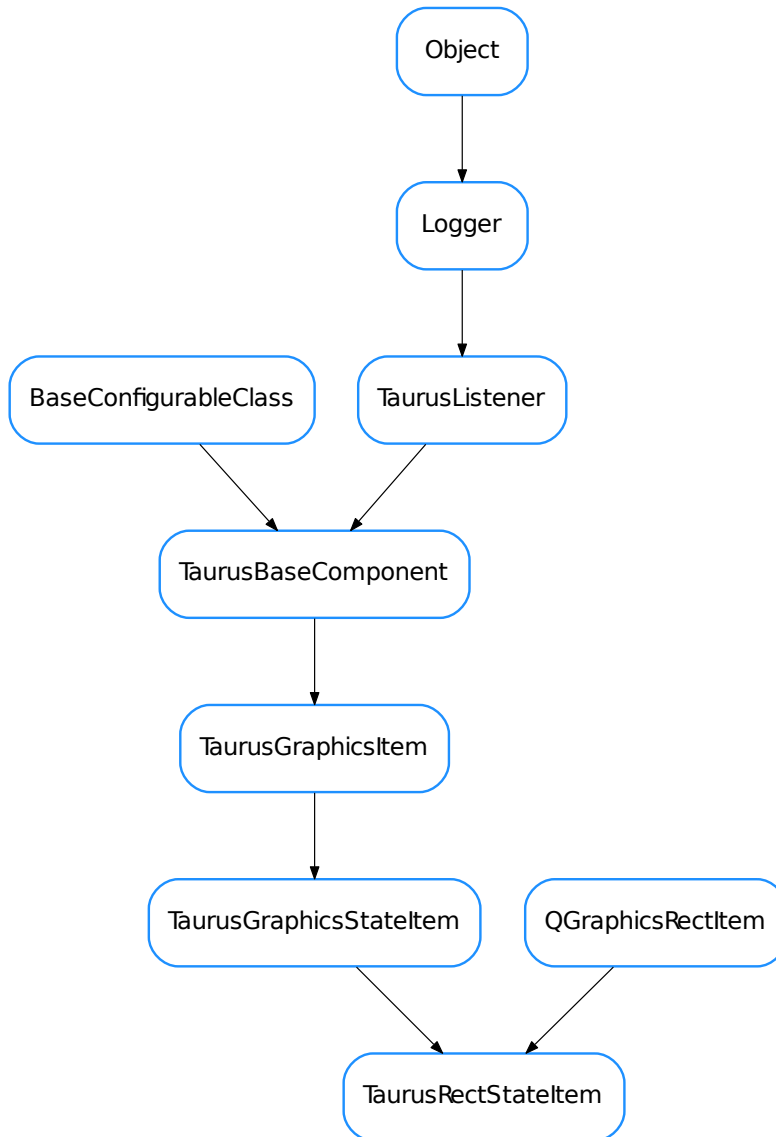 Object
Logger
BaseConfigurableClass
TaurusListener
TaurusBaseComponent
TaurusGraphicsItem
TaurusGraphicsStateItem
QGraphicsRectItem
TaurusRectStateItem